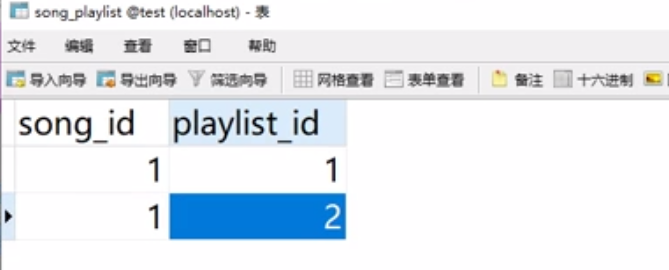 song_playlist @test (localhost) - 表
文件 编辑 查看 窗口 帮助
导入向导 导出向导 筛选向导 网格查看 表单查看 备注 十六进制
song_id playlist_id
1 1
1 2